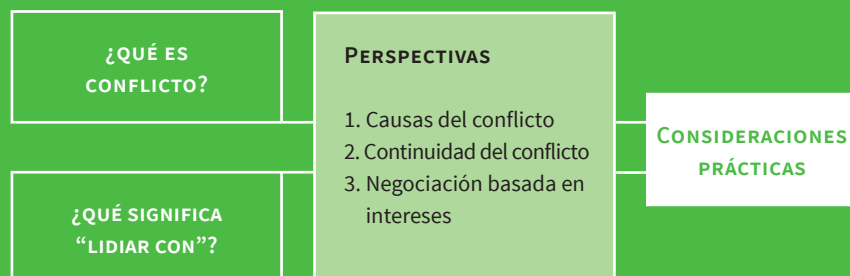 ¿QUÉ ES
CONFLICTO?
¿QUÉ SIGNIFICA
“LIDIAR CON”?
PERSPECTIVAS
1. Causas del conflicto
2. Continuidad del conflicto
3. Negociación basada en
intereses
CONSIDERACIONES
PRÁCTICAS